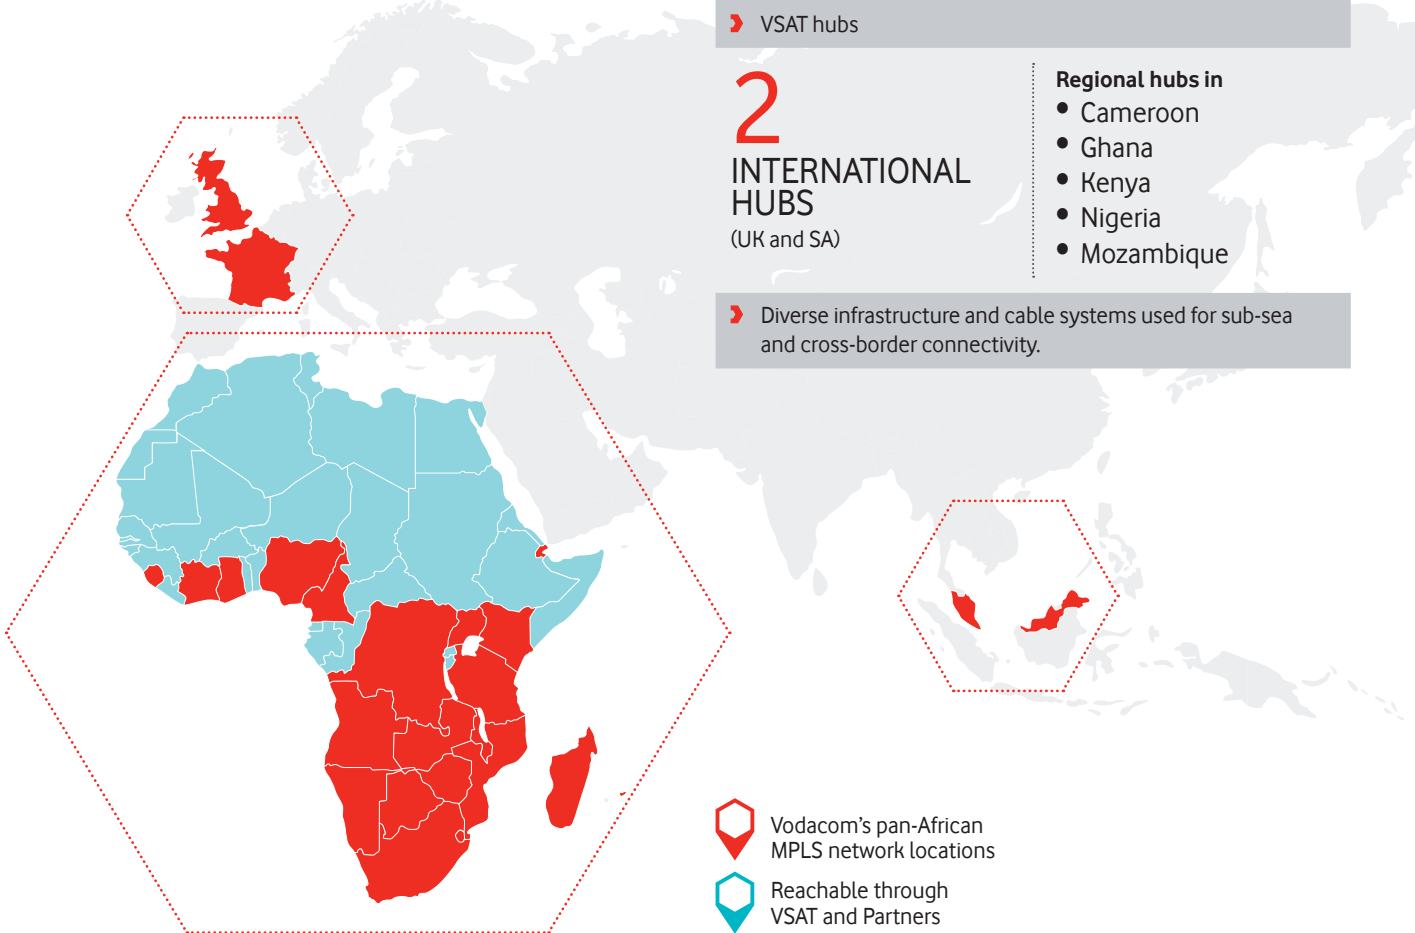 VSAT hubs
2
INTERNATIONAL
HUBS
(UK and SA)
Regional hubs in
• Cameroon
• Ghana
• Kenya
• Nigeria
• Mozambique
Diverse infrastructure and cable systems used for sub-sea
and cross-border connectivity.
Vodacom’s pan-African
MPLS network locations
Reachable through
VSAT and Partners